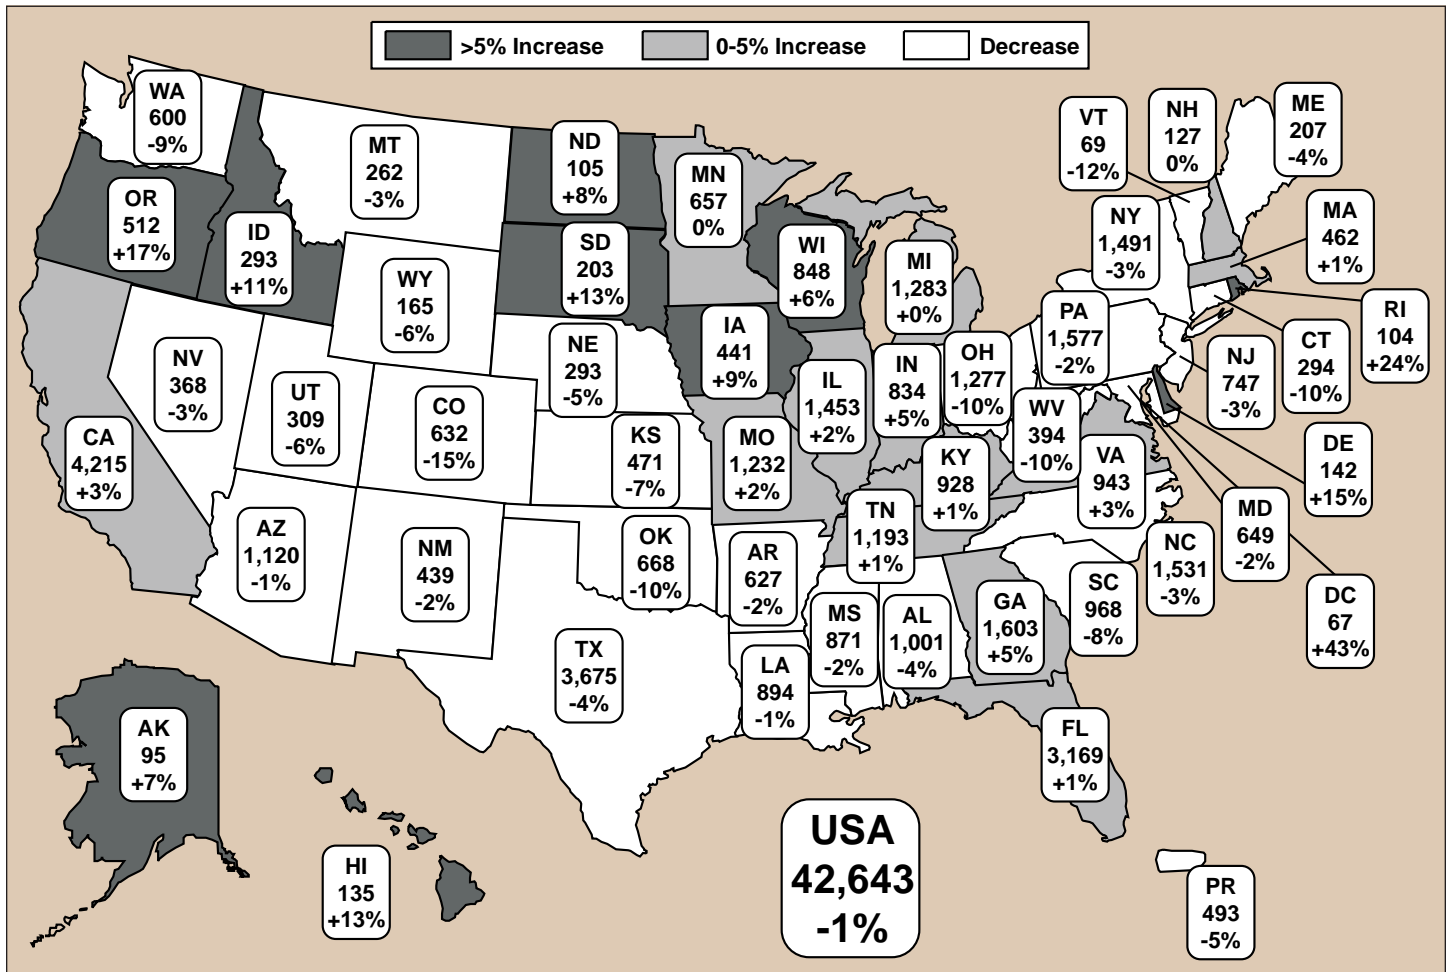 >5% Increase
0-5% Increase
Decrease
WA
600
-9%
OR
512
+17%
ID
293
+11%
MT
262
-3%
ND
105
+8%
SD
203
+13%
MN
657
0%
WY
165
-6%
NE
293
-5%
IA
441
+9%
WI
848
+6%
MI
1,283
+0%
VT
69
-12%
NH
127
0%
ME
207
-4%
NY
1,491
-3%
MA
462
+1%
RI
104
+24%
CT
294
-10%
NJ
747
-3%
PA
1,577
-2%
OH
1,277
-10%
IN
834
+5%
IL
1,453
+2%
NV
368
-3%
UT
309
-6%
CO
632
-15%
KS
471
-7%
MO
1,232
+2%
CA
4,215
+3%
KY
928
+1%
WV
394
-10%
VA
943
+3%
DE
142
+15%
MD
649
-2%
DC
67
+43%
NC
1,531
-3%
SC
968
-8%
TN
1,193
+1%
AZ
1,120
-1%
NM
439
-2%
OK
668
-10%
AR
627
-2%
MS
871
-2%
AL
1,001
-4%
GA
1,603
+5%
TX
3,675
-4%
LA
894
-1%
FL
3,169
+1%
AK
95
+7%
HI
135
+13%
USA
42,643
-1%
PR
493
-5%